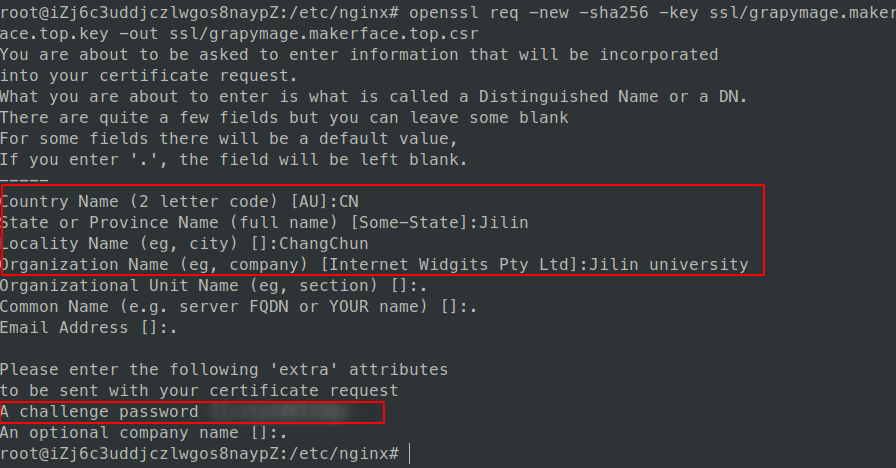 root@iZj6c3uddjczlwgos8naypZ:/etc/nginx# openssl req -new -sha256 -key ssl/grapymage.makerf
ace.top.key -out ssl/grapymage.makerface.top.csr
You are about to be asked to enter information that will be incorporated
into your certificate request.
What you are about to enter is what is called a Distinguished Name or a DN.
There are quite a few fields but you can leave some blank
For some fields there will be a default value,
If you enter '.', the field will be left blank.
-----
Country Name (2 letter code) [AU]:CN
State or Province Name (full name) [Some-State]:Jilin
Locality Name (eg, city) []:ChangChun
Organization Name (eg, company) [Internet Widgits Pty Ltd]:Jilin university
Organizational Unit Name (eg, section) []:.
Common Name (e.g. server FQDN or YOUR name) []:.
Email Address []:.
Please enter the following 'extra' attributes
to be sent with your certificate request
A challenge password
An optional company name []:.
root@iZj6c3uddjczlwgos8naypZ:/etc/nginx#